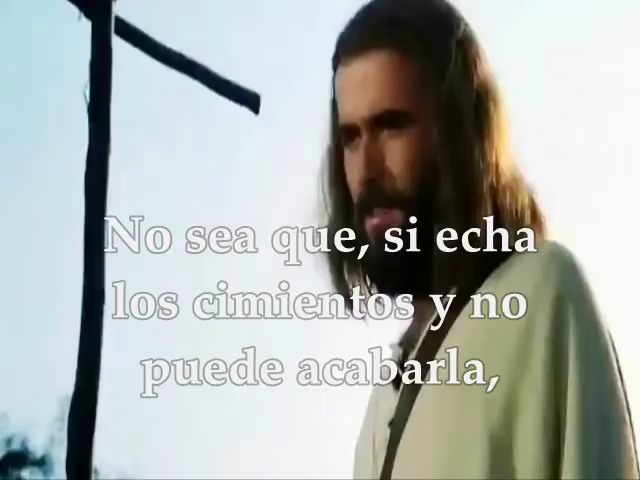 No sea que, si echa
los cimientos y no
puede acabarla,